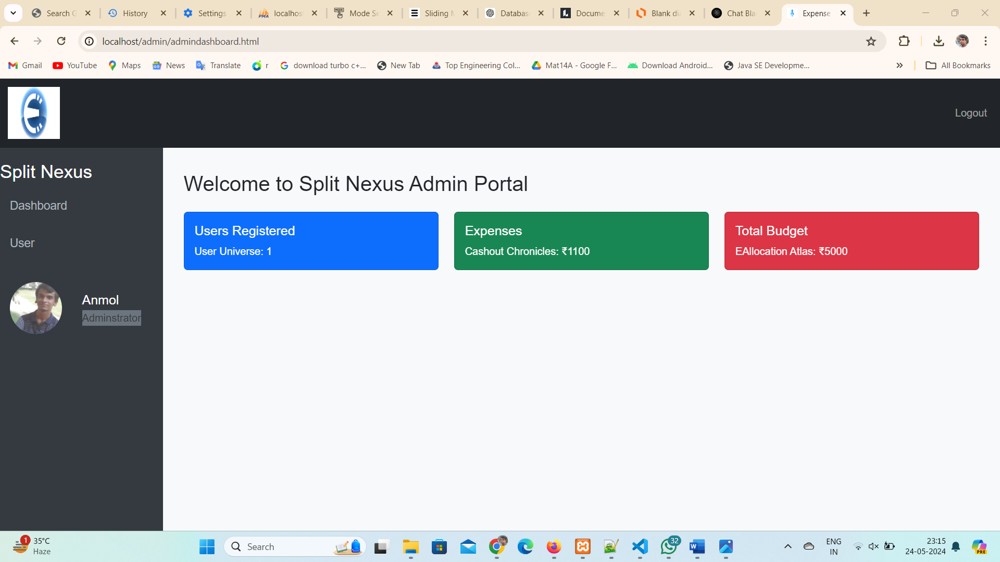 Search G
History
Settings
localhos
Mode Se
Sliding M
Databas
Docume
Blank dia
Chat Bla
Expense
localhost/admin/admindashboard.html
Gmail
YouTube
Maps
News
Translate
r
download turbo c+...
New Tab
Top Engineering Col...
Mat14A - Google F...
Download Android...
Java SE Developme...
All Bookmarks
Logout
Split Nexus
Dashboard
User
Anmol
Adminstrator
Welcome to Split Nexus Admin Portal
Users Registered
User Universe: 1
Expenses
Cashout Chronicles: ₹1100
Total Budget
EAllocation Atlas: ₹5000
1
35°C
Haze
Search
32
ENG
IN
23:15
24-05-2024
PRE